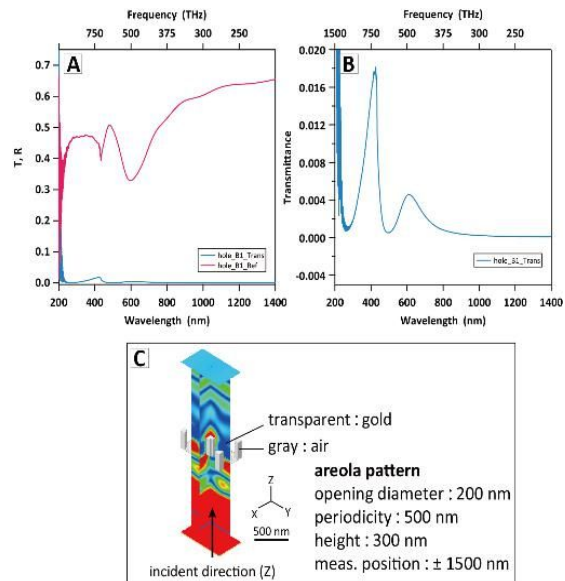 Frequency (THz)
750 500 300 250
A
0.7
0.6
0.5
0.4
0.3
0.2
0.1
0.0
T, R
hole_B1_Trans
hole_B1_Ref
200 400 600 800 1000 1200 1400
Wavelength (nm)
Frequency (THz)
1500 750 500 300 250
B
0.020
0.016
0.012
0.008
0.004
0.000
-0.004
Transmittance
hole_B1_Trans
200 400 600 800 1000 1200 1400
Wavelength (nm)
C
transparent : gold
gray : air
areola pattern
opening diameter : 200 nm
periodicity : 500 nm
height : 300 nm
meas. position : ± 1500 nm
Z
X Y
500 nm
incident direction (Z)